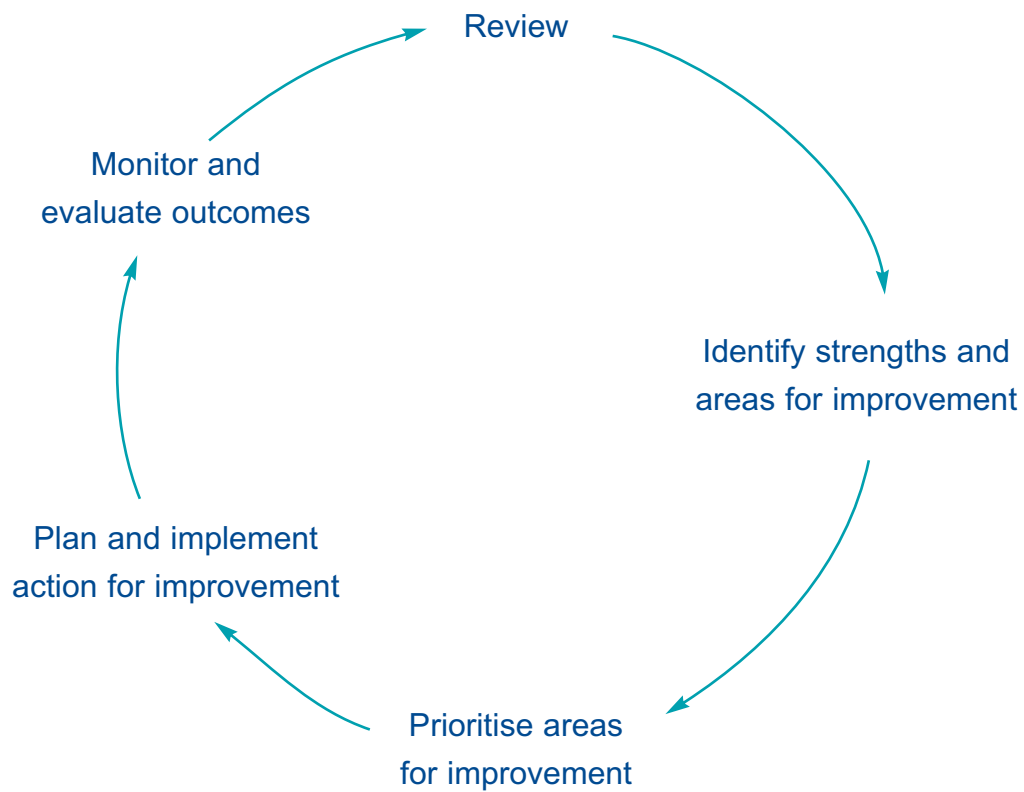 Review
Identify strengths and
areas for improvement
Prioritise areas
for improvement
Plan and implement
action for improvement
Monitor and
evaluate outcomes